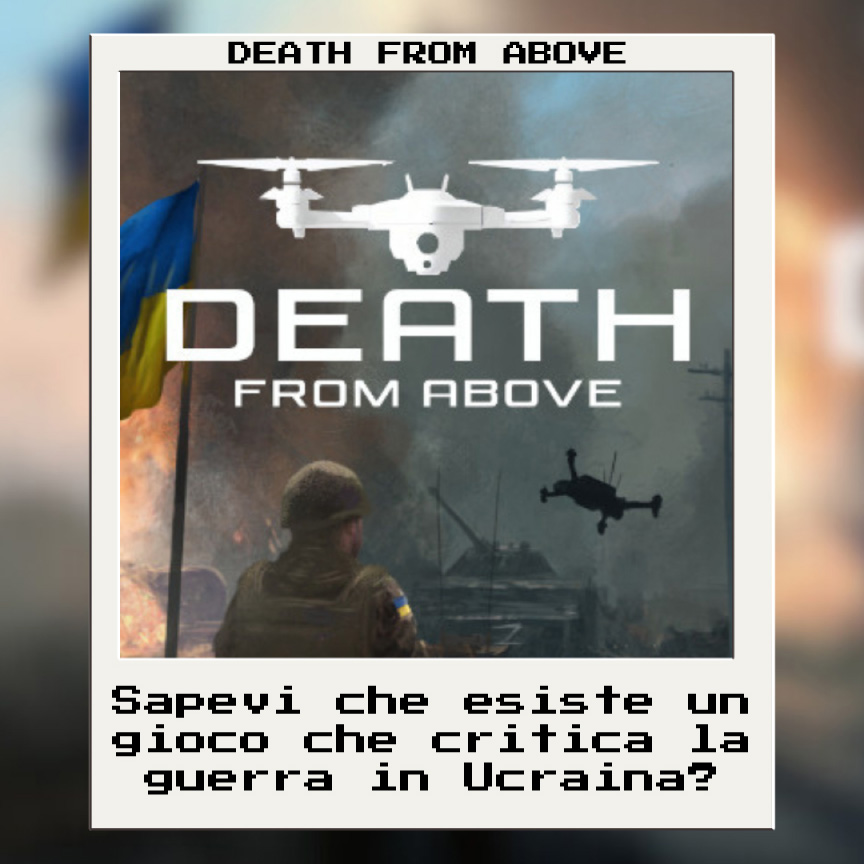 DEATH FROM ABOVE
DEATH
FROM ABOVE
Sapevi che esiste un
gioco che critica la
guerra in Ucraina?